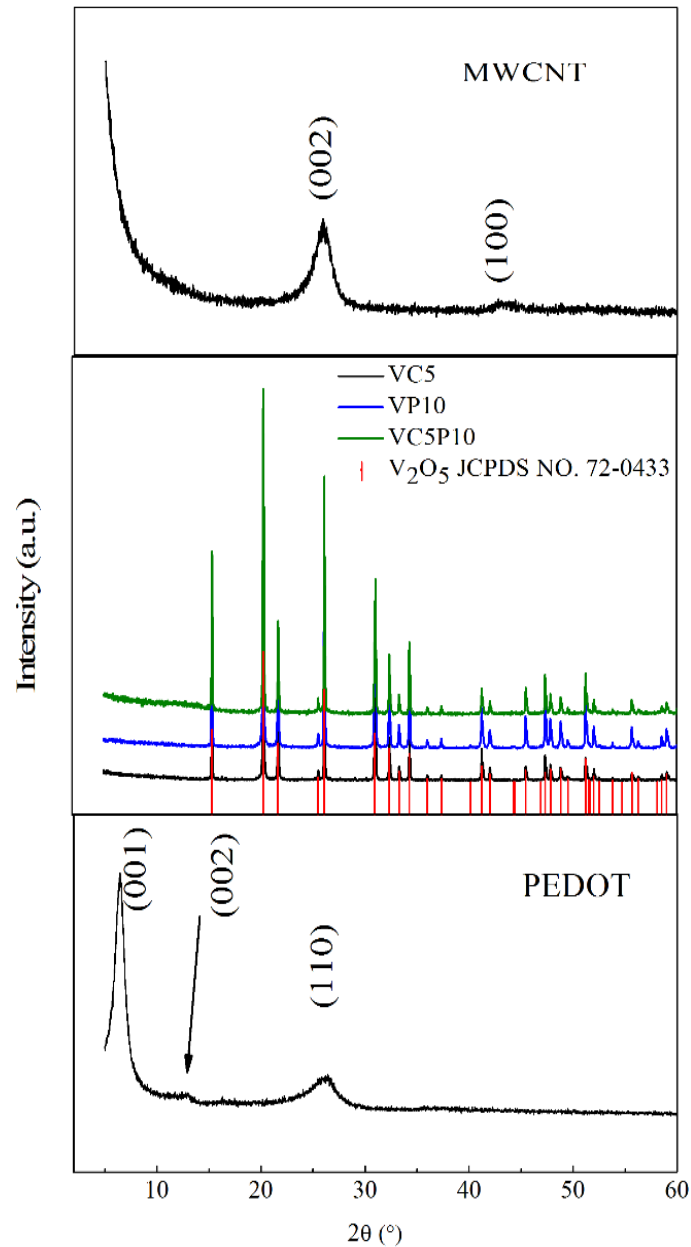 MWCNT
(002)
(100)
VC5
VP10
VC5P10
V2O5 JCPDS NO. 72-0433
Intensity (a.u.)
(001)
(002)
(110)
PEDOT
10 20 30 40 50 60
2θ (°)